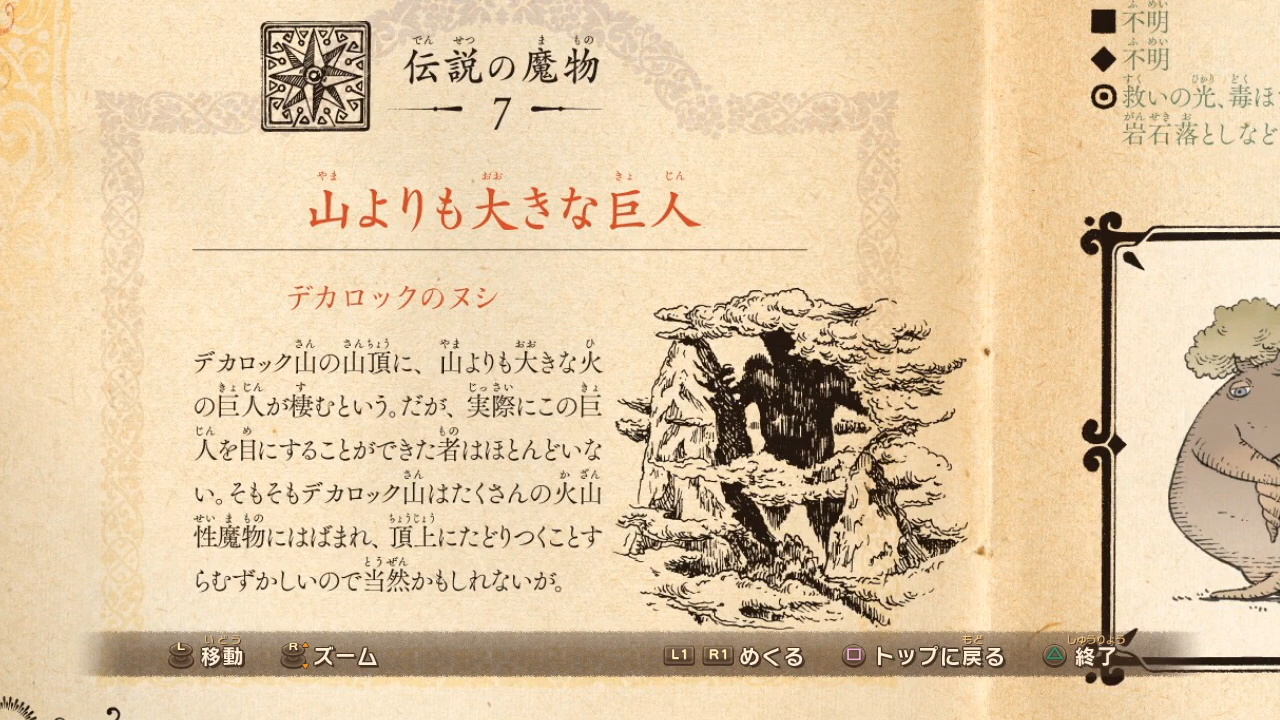 伝説の魔物
7
山よりも大きな巨人
デカロックのヌシ
デカロック山の山頂に、山よりも大きな火
の巨人が棲むという。だが、実際にこの巨
人を目にすることができた者はほとんどいな
い。そもそもデカロック山はたくさんの火山
性魔物にはばまれ、頂上にたどりつくことす
らむずかしいので当然かもしれないが。
■不明
◆不明
救いの光、毒ほ
岩石落としなど
L 移動
R ズーム
L1 R1 めくる
トップに戻る
終了